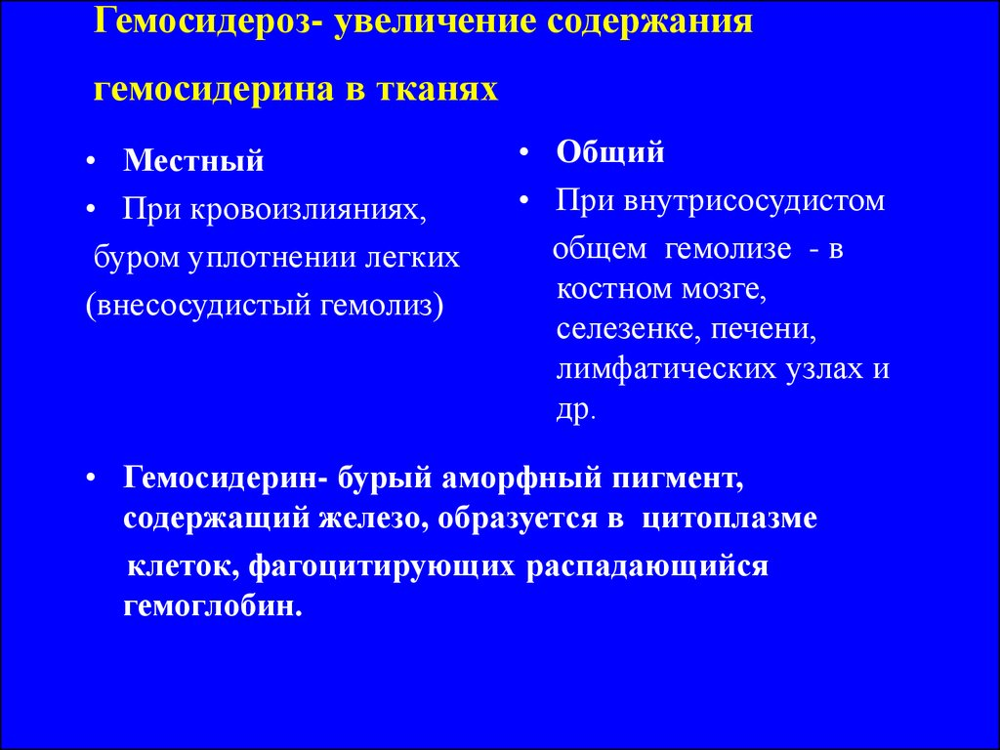 Гемосидероз- увеличение содержания
гемосидерина в тканях
• Местный
• При кровоизлияниях,
буром уплотнении легких
(внесосудистый гемолиз)
• Общий
• При внутрисосудистом
общем гемолизе - в
костном мозге,
селезенке, печени,
лимфатических узлах и
др.
• Гемосидерин- бурый аморфный пигмент,
содержащий железо, образуется в цитоплазме
клеток, фагоцитирующих распадающийся
гемоглобин.